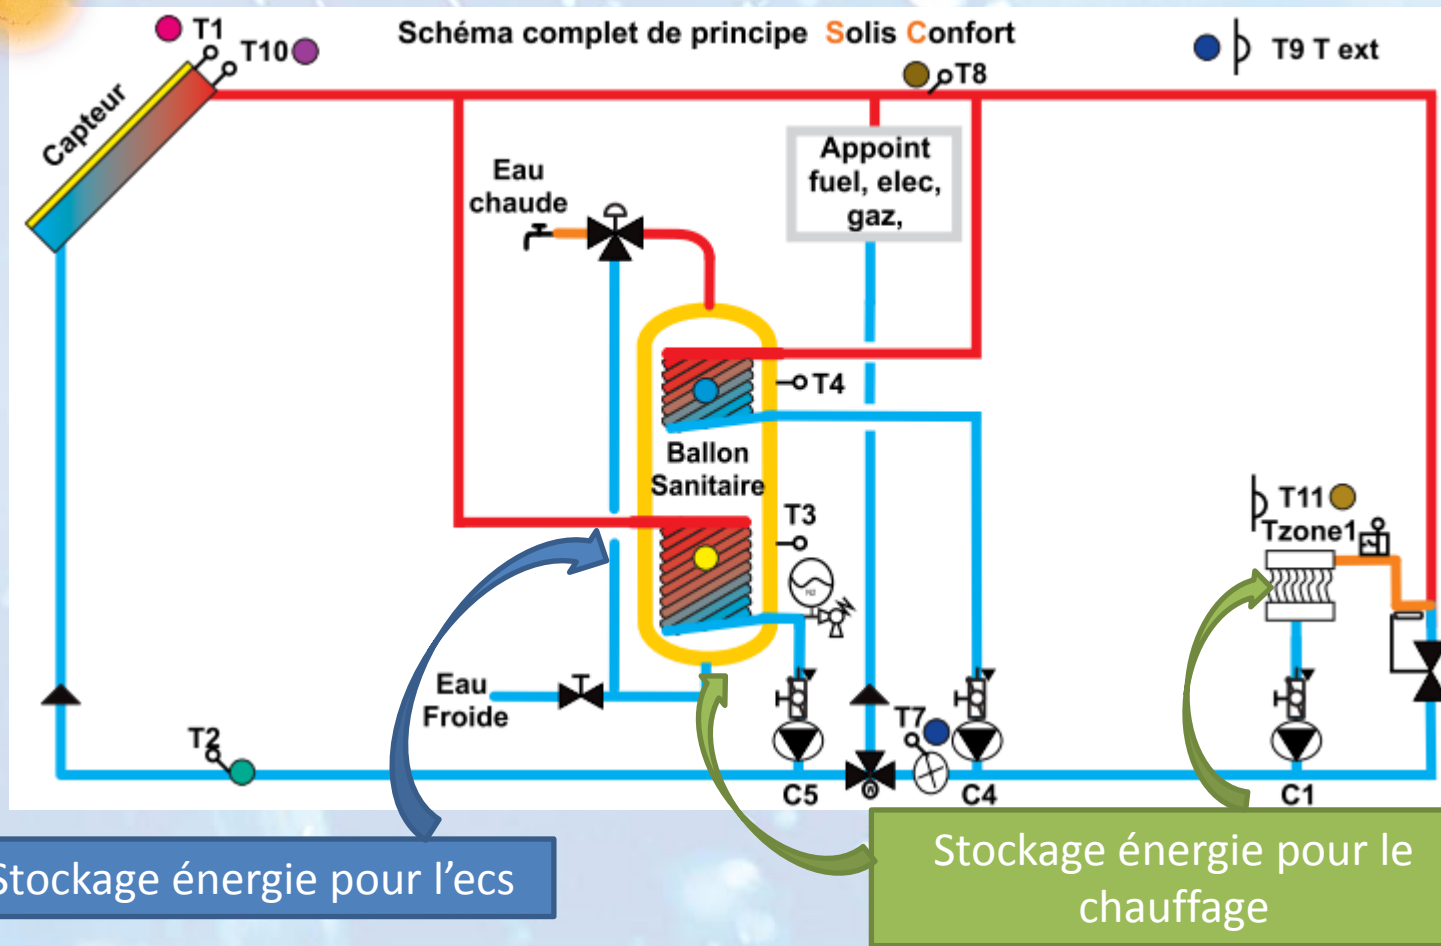 Schéma complet de principe Solis Confort
T1
T10
T8
T9 T ext
Capteur
Eau
chaude
Appoint
fuel, elec,
gaz,
T4
Ballon
Sanitaire
T3
T11
Tzone1
Eau
Froide
T2
T7
C5
C4
C1
Stockage énergie pour l'ecs
Stockage énergie pour le
chauffage